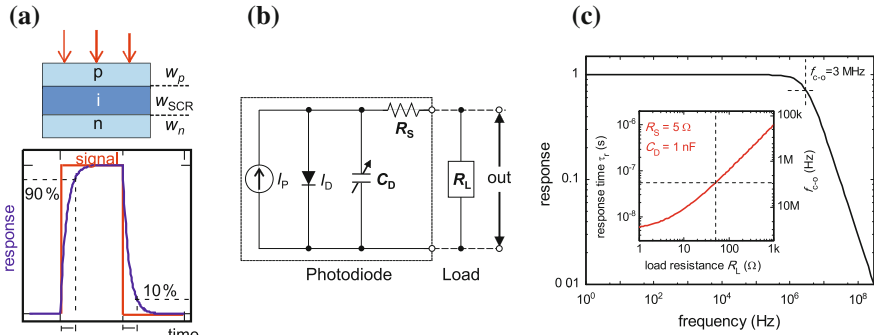 (a)
p
w_p
i
w_SCR
n
w_n
signal
90%
10%
response
time
(b)
I_P
I_D
C_D
R_S
R_L
out
Photodiode
Load
(c)
f_c-o=3 MHz
1
0.1
0.01
response
10^0
10^2
10^4
10^6
10^8
frequency (Hz)
R_S = 5 Ω
C_D = 1 nF
10^-6
10^-7
10^-8
response time τ_r (s)
100k
1M
10M
f_c-o (Hz)
1
10
100
1k
load resistance R_L (Ω)